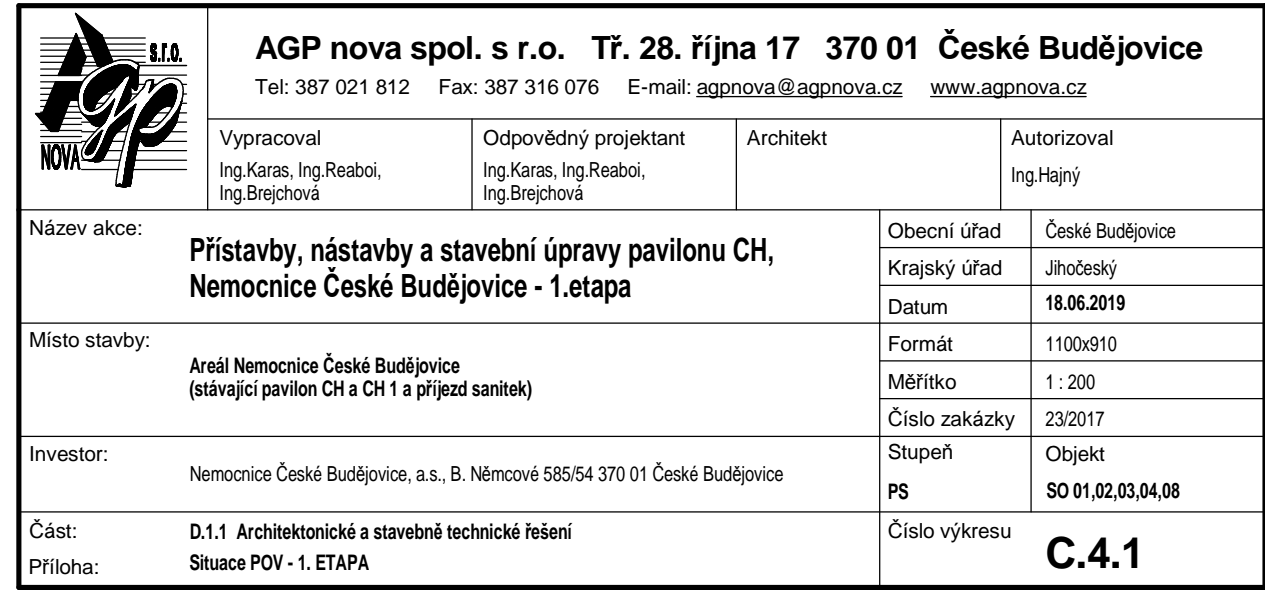 s.r.o.
Agp
NOVA
AGP nova spol. s r.o. Tř. 28. října 17 370 01 České Budějovice
Tel: 387 021 812 Fax: 387 316 076 E-mail: agpnova@agpnova.cz www.agpnova.cz
Vypracoval
Ing.Karas, Ing.Reaboi,
Ing.Brejchová
Odpovědný projektant
Ing.Karas, Ing.Reaboi,
Ing.Brejchová
Architekt
Autorizoval
Ing.Hajný
Název akce:
Přístavby, nástavby a stavební úpravy pavilonu CH,
Nemocnice České Budějovice - 1.etapa
Obecní úřad České Budějovice
Krajský úřad Jihočeský
Datum 18.06.2019
Místo stavby:
Areál Nemocnice České Budějovice
(stávající pavilon CH a CH 1 a příjezd sanitek)
Formát 1100x910
Měřítko 1 : 200
Číslo zakázky 23/2017
Investor:
Nemocnice České Budějovice, a.s., B. Němcové 585/54 370 01 České Budějovice
Stupeň Objekt
PS SO 01,02,03,04,08
Část: D.1.1 Architektonické a stavebně technické řešení
Příloha: Situace POV - 1. ETAPA
Číslo výkresu
C.4.1